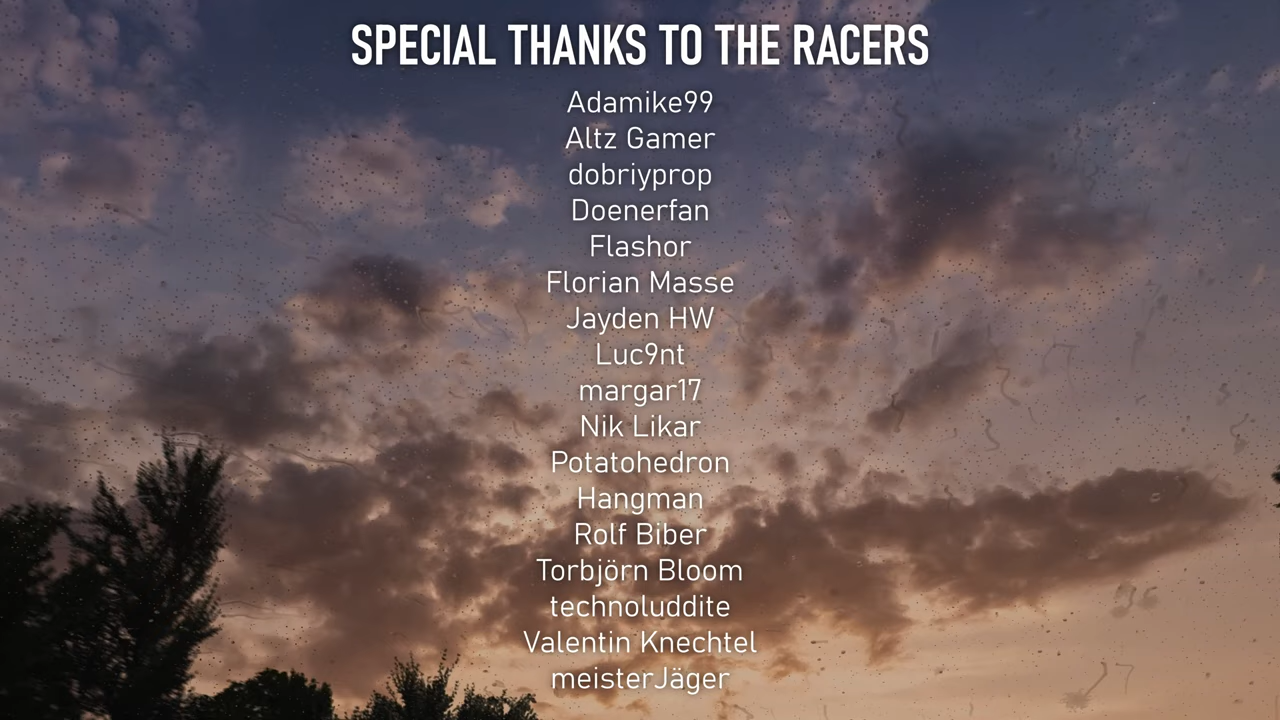 SPECIAL THANKS TO THE RACERS
Adamike99
Altz Gamer
dobriyprop
Doenerfan
Flashor
Florian Masse
Jayden HW
Luc9nt
margar17
Nik Likar
Potatohedron
Hangman
Rolf Biber
Torbjörn Bloom
technoluddite
Valentin Knechtel
meisterJäger